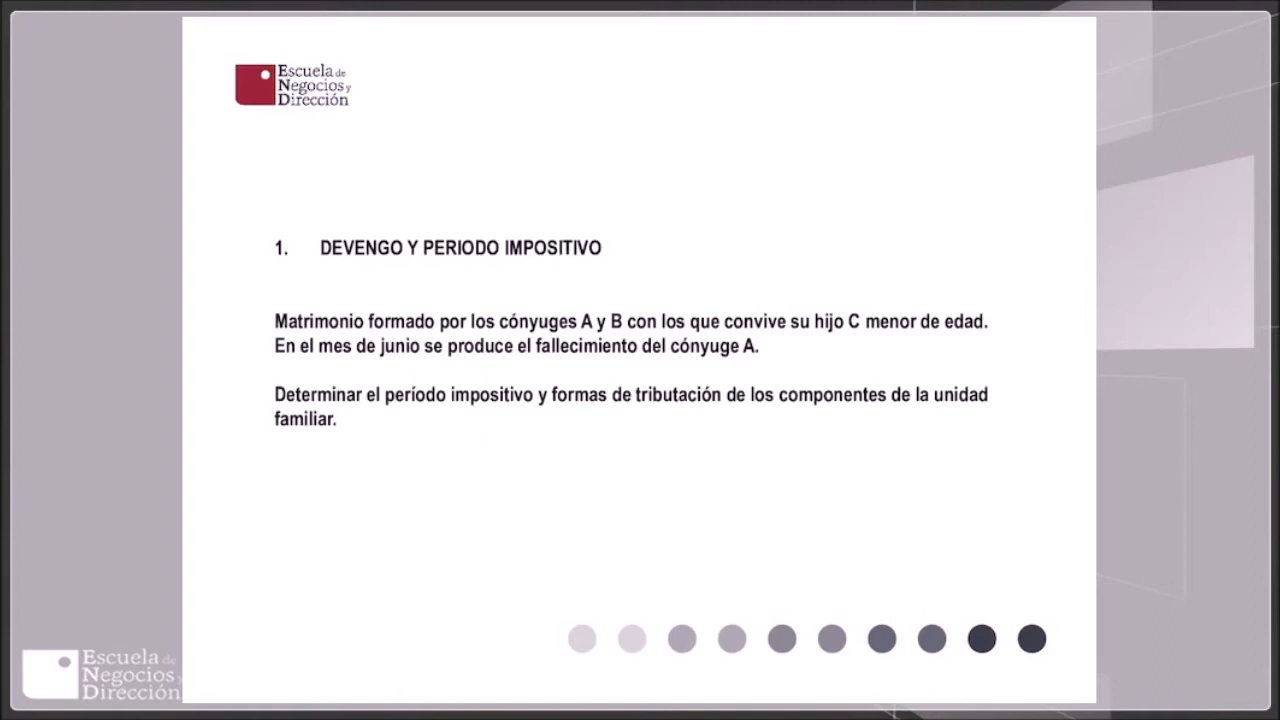 Escuela de
Negocios y
Dirección
1. DEVENGO Y PERIODO IMPOSITIVO
Matrimonio formado por los cónyuges A y B con los que convive su hijo C menor de edad.
En el mes de junio se produce el fallecimiento del cónyuge A.
Determinar el período impositivo y formas de tributación de los componentes de la unidad
familiar.
Escuela de
Negocios y
Dirección